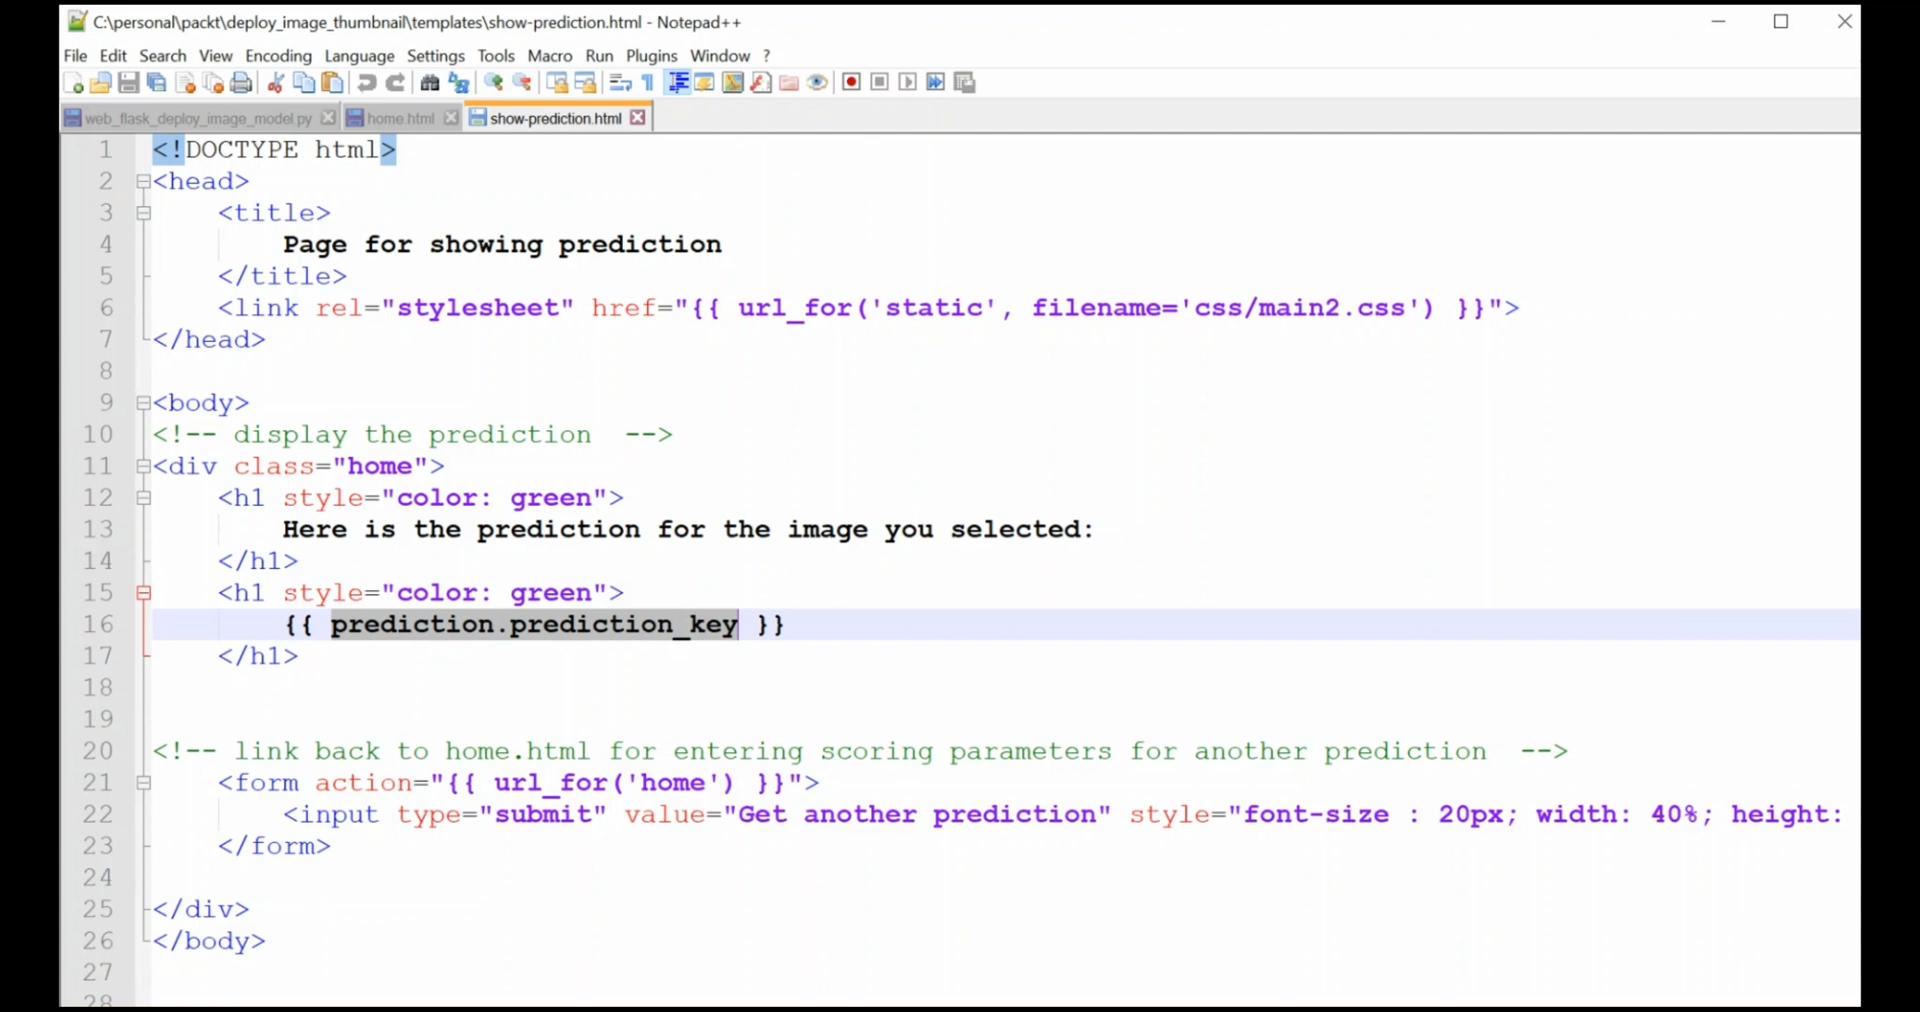 C:\personal\packt\deploy_image_thumbnail\templates\show-prediction.html - Notepad++
File Edit Search View Encoding Language Settings Tools Macro Run Plugins Window ?
web_flask_deploy_image_model.py home.html show-prediction.html
1 <!DOCTYPE html>
2 <head>
3 <title>
4 Page for showing prediction
5 </title>
6 <link rel="stylesheet" href="{{ url_for('static', filename='css/main2.css') }}">
7 </head>
8
9 <body>
10 <!-- display the prediction -->
11 <div class="home">
12 <h1 style="color: green">
13 Here is the prediction for the image you selected:
14 </h1>
15 <h1 style="color: green">
16 {{ prediction.prediction_key }}
17 </h1>
18
19
20 <!-- link back to home.html for entering scoring parameters for another prediction -->
21 <form action="{{ url_for('home') }}">
22 <input type="submit" value="Get another prediction" style="font-size : 20px; width: 40%; height:
23 </form>
24
25 </div>
26 </body>
27
28